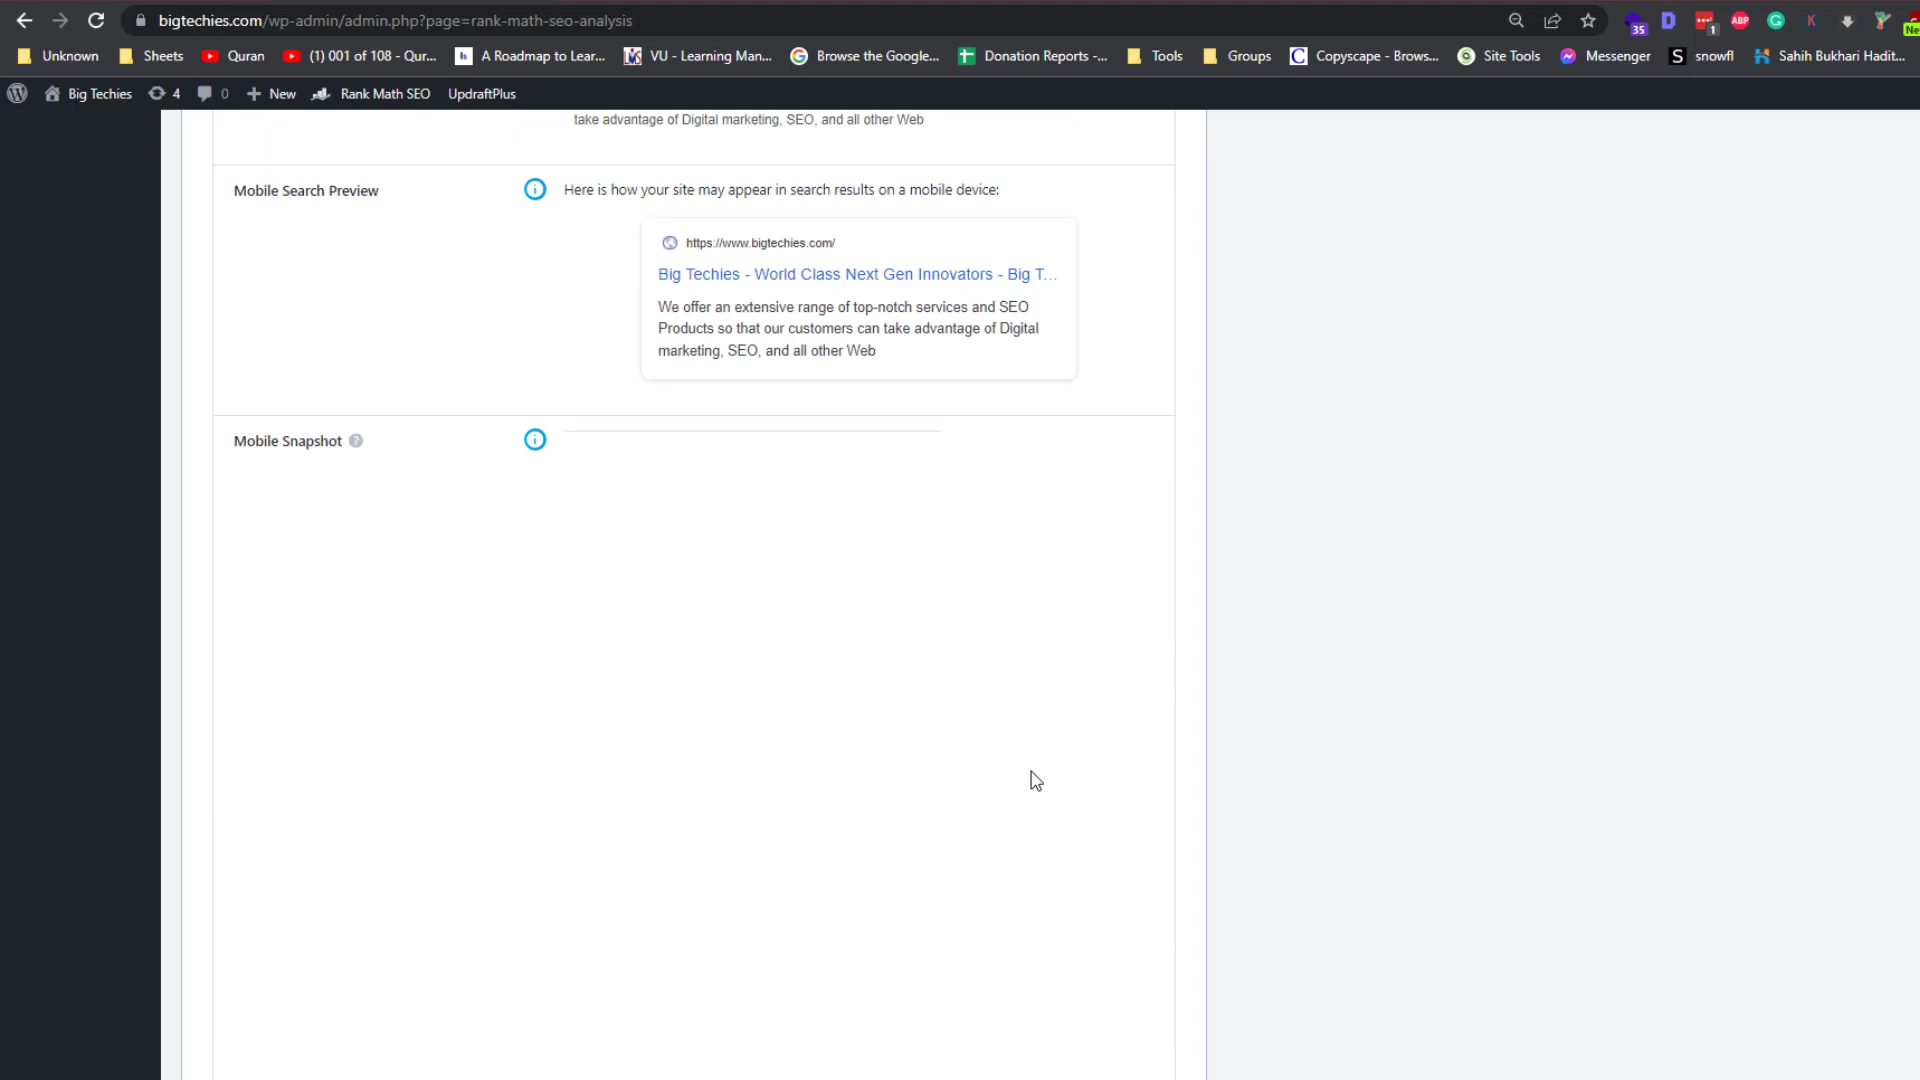 bigtechies.com/wp-admin/admin.php?page=rank-math-seo-analysis
35
D
1
ABP
G
K
Ne
Unknown
Sheets
Quran
(1) 001 of 108 - Qur...
ls
A Roadmap to Lear...
VU - Learning Man...
Browse the Google...
Donation Reports -...
Tools
Groups
C
Copyscape - Brows...
Site Tools
Messenger
S
snowfl
Sahih Bukhari Hadit...
Big Techies
4
0
New
Rank Math SEO
UpdraftPlus
take advantage of Digital marketing, SEO, and all other Web
Mobile Search Preview
Here is how your site may appear in search results on a mobile device:
https://www.bigtechies.com/
Big Techies - World Class Next Gen Innovators - Big T...
We offer an extensive range of top-notch services and SEO
Products so that our customers can take advantage of Digital
marketing, SEO, and all other Web
Mobile Snapshot